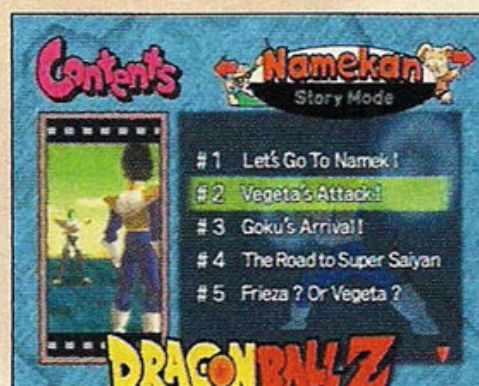 Contents
Namekan
Story Mode
#1 Let's Go To Namek!
#2 Vegeta's Attack!
#3 Goku's Arrival!
#4 The Road to Super Saiyan
#5 Frieza? Or Vegeta?
DRAGON BALL Z